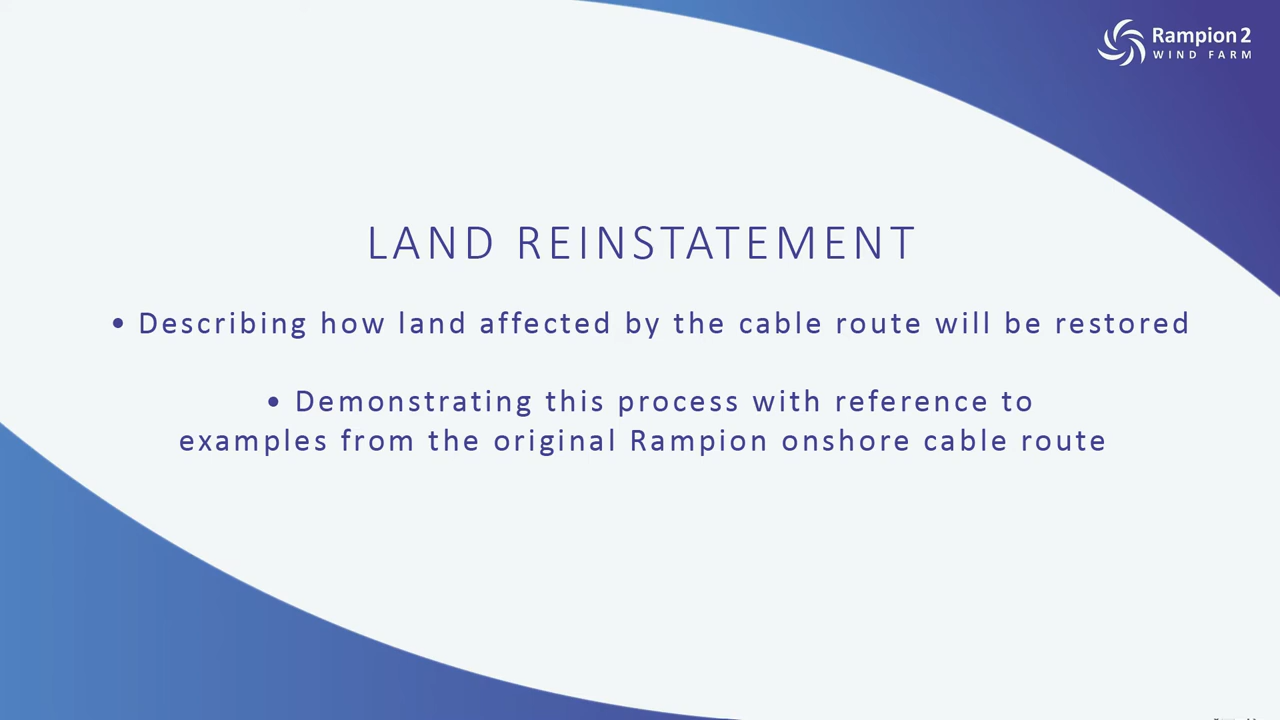 Rampion 2
WIND FARM
LAND REINSTATEMENT
• Describing how land affected by the cable route will be restored
• Demonstrating this process with reference to
examples from the original Rampion onshore cable route